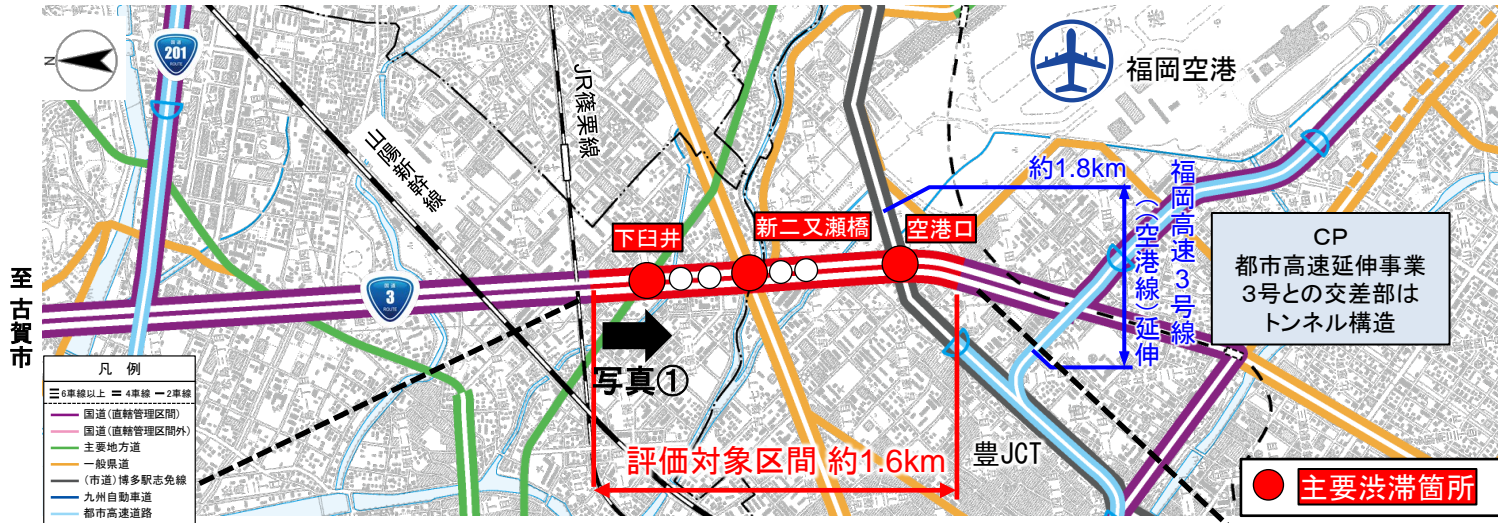 N
国道
201
ROUTE
山陽新幹線
JR篠栗線
福岡空港
約1.8km
福岡高速3号線
(空港線)延伸
下臼井
新二又瀬橋
空港口
CP
都市高速延伸事業
3号との交差部は
トンネル構造
至 古賀市
国道
3
ROUTE
写真①
評価対象区間 約1.6km
豊JCT
主要渋滞箇所
凡 例
6車線以上 4車線 2車線
国道(直轄管理区間)
国道(直轄管理区間外)
主要地方道
一般県道
(市道)博多駅志免線
九州自動車道
都市高速道路